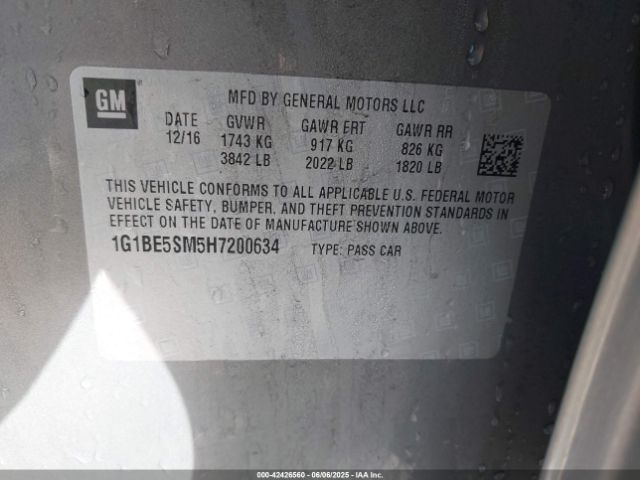 GM
MFD BY GENERAL MOTORS LLC
DATE GVWR GAWR FRT GAWR RR
12/16 1743 KG 917 KG 826 KG
3842 LB 2022 LB 1820 LB
THIS VEHICLE CONFORMS TO ALL APPLICABLE U.S. FEDERAL MOTOR
VEHICLE SAFETY, BUMPER, AND THEFT PREVENTION STANDARDS IN
EFFECT ON THE DATE OF MANUFACTURE SHOWN ABOVE.
1G1BE5SM5H7200634 TYPE: PASS CAR
000-42426560 - 06/06/2025 - IAAI, Inc.